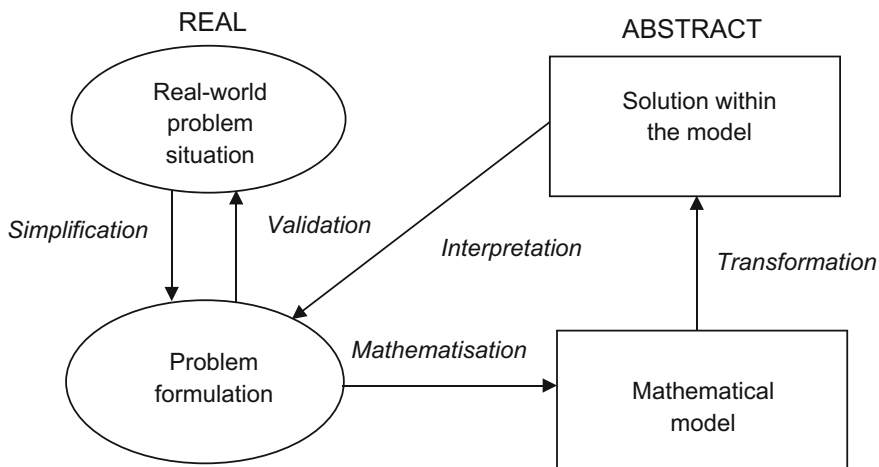 REAL
ABSTRACT
Real-world
problem
situation
Solution within
the model
Simplification
Validation
Interpretation
Transformation
Problem
formulation
Mathematisation
Mathematical
model